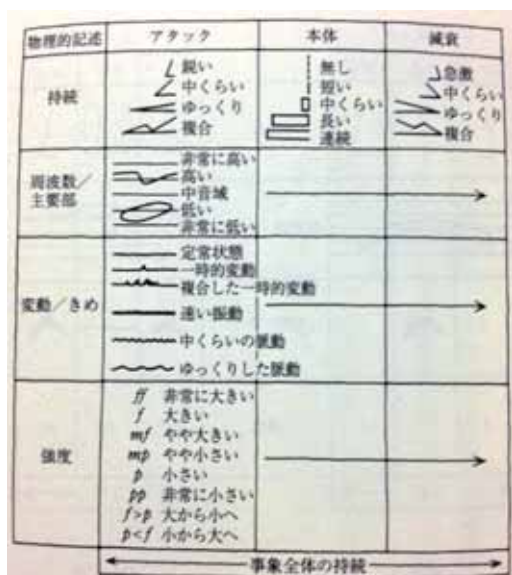 物理的記述 アタック 本体 減衰
持続
鋭い
中くらい
ゆっくり
複合
無し
短い
中くらい
長い
連続
急激
中くらい
ゆっくり
複合
周波数/
主要部
非常に高い
高い
中音域
低い
非常に低い
変動/きめ
定常状態
一時的変動
複合した一時的変動
速い振動
中くらいの脈動
ゆっくりした脈動
強度
ff 非常に大きい
f 大きい
mf やや大きい
mp やや小さい
p 小さい
pp 非常に小さい
f>p 大から小へ
p<f 小から大へ
事象全体の持続